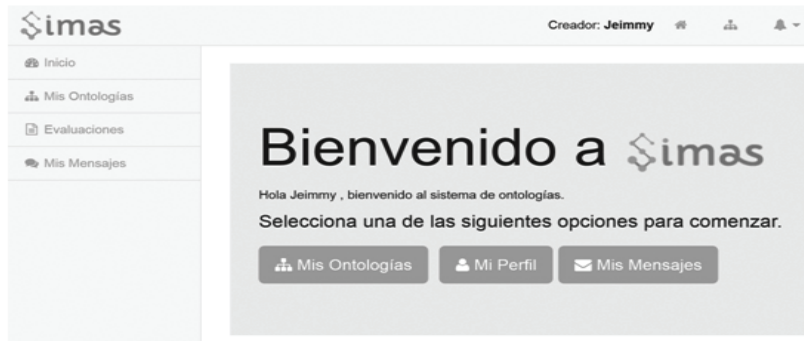 Simas
Creador: Jeimmy
Inicio
Mis Ontologías
Evaluaciones
Mis Mensajes
Bienvenido a Simas
Hola Jeimmy , bienvenido al sistema de ontologías.
Selecciona una de las siguientes opciones para comenzar.
Mis Ontologías Mi Perfil Mis Mensajes